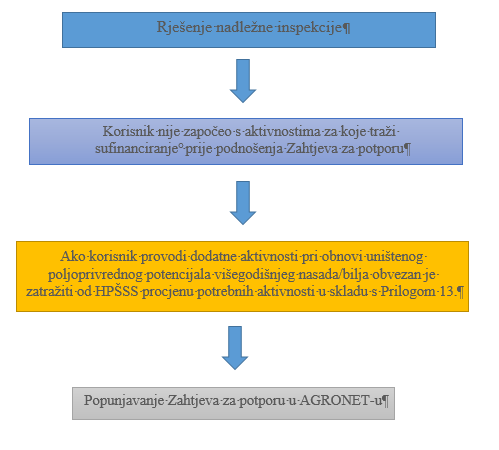 Rješenje·nadležne·inspekcije¶
Korisnik·nije·započeo·s·aktivnostima·za·koje·traži·
sufinanciranje°prije·podnošenja·Zahtjeva·za·potporu¶
Ako·korisnik·provodi·dodatne·aktivnosti·pri·obnovi·uništenog·
poljoprivrednog·potencijala·višegodišnjeg·nasada/bilja·obvezan·je·
zatražiti·od·HPŠSS·procjenu·potrebnih·aktivnosti·u·skladu·s·Prilogom·13.¶
Popunjavanje·Zahtjeva·za·potporu·u·AGRONET-u¶